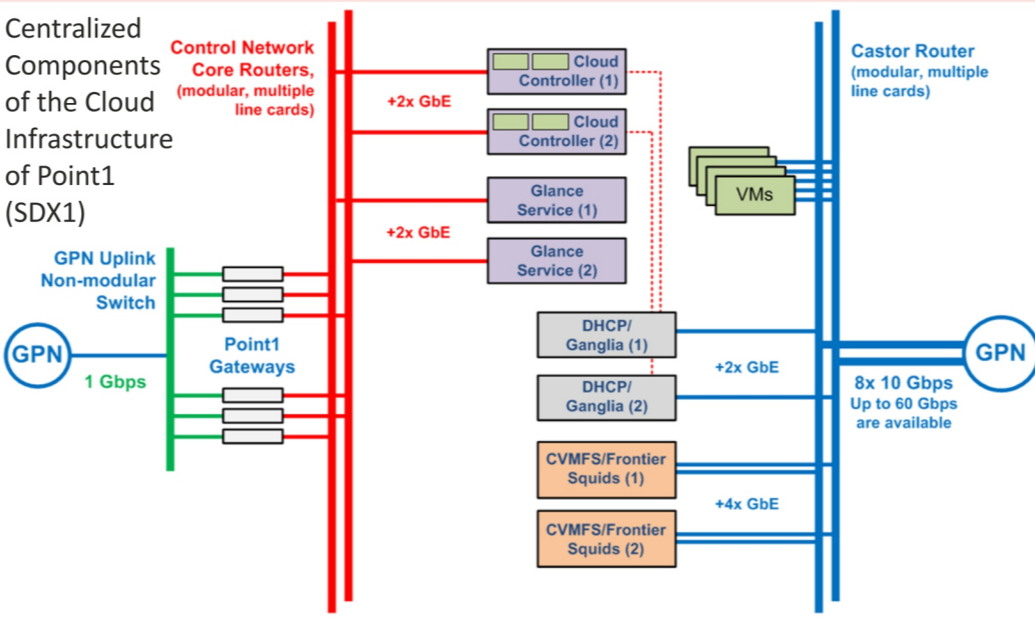 Centralized
Components
of the Cloud
Infrastructure
of Point1
(SDX1)
Control Network
Core Routers,
(modular, multiple
line cards)
+2x GbE
+2x GbE
Cloud
Controller (1)
Cloud
Controller (2)
Glance
Service (1)
Glance
Service (2)
Castor Router
(modular, multiple
line cards)
VMs
GPN Uplink
Non-modular
Switch
GPN
1 Gbps
Point1
Gateways
DHCP/
Ganglia (1)
DHCP/
Ganglia (2)
+2x GbE
CVMFS/Frontier
Squids (1)
CVMFS/Frontier
Squids (2)
+4x GbE
GPN
8x 10 Gbps
Up to 60 Gbps
are available